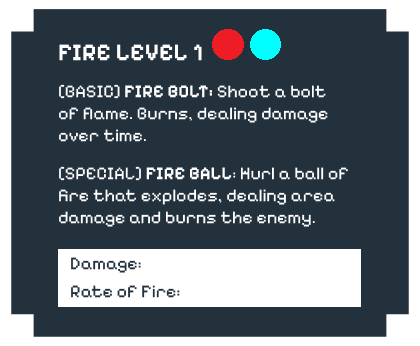 FIRE LEVEL 1
(BASIC) FIRE BOLT: Shoot a bolt
of flame. Burns, dealing damage
over time.
(SPECIAL) FIRE BALL: Hurl a ball of
fire that explodes, dealing area
damage and burns the enemy.
Damage:
Rate of Fire: